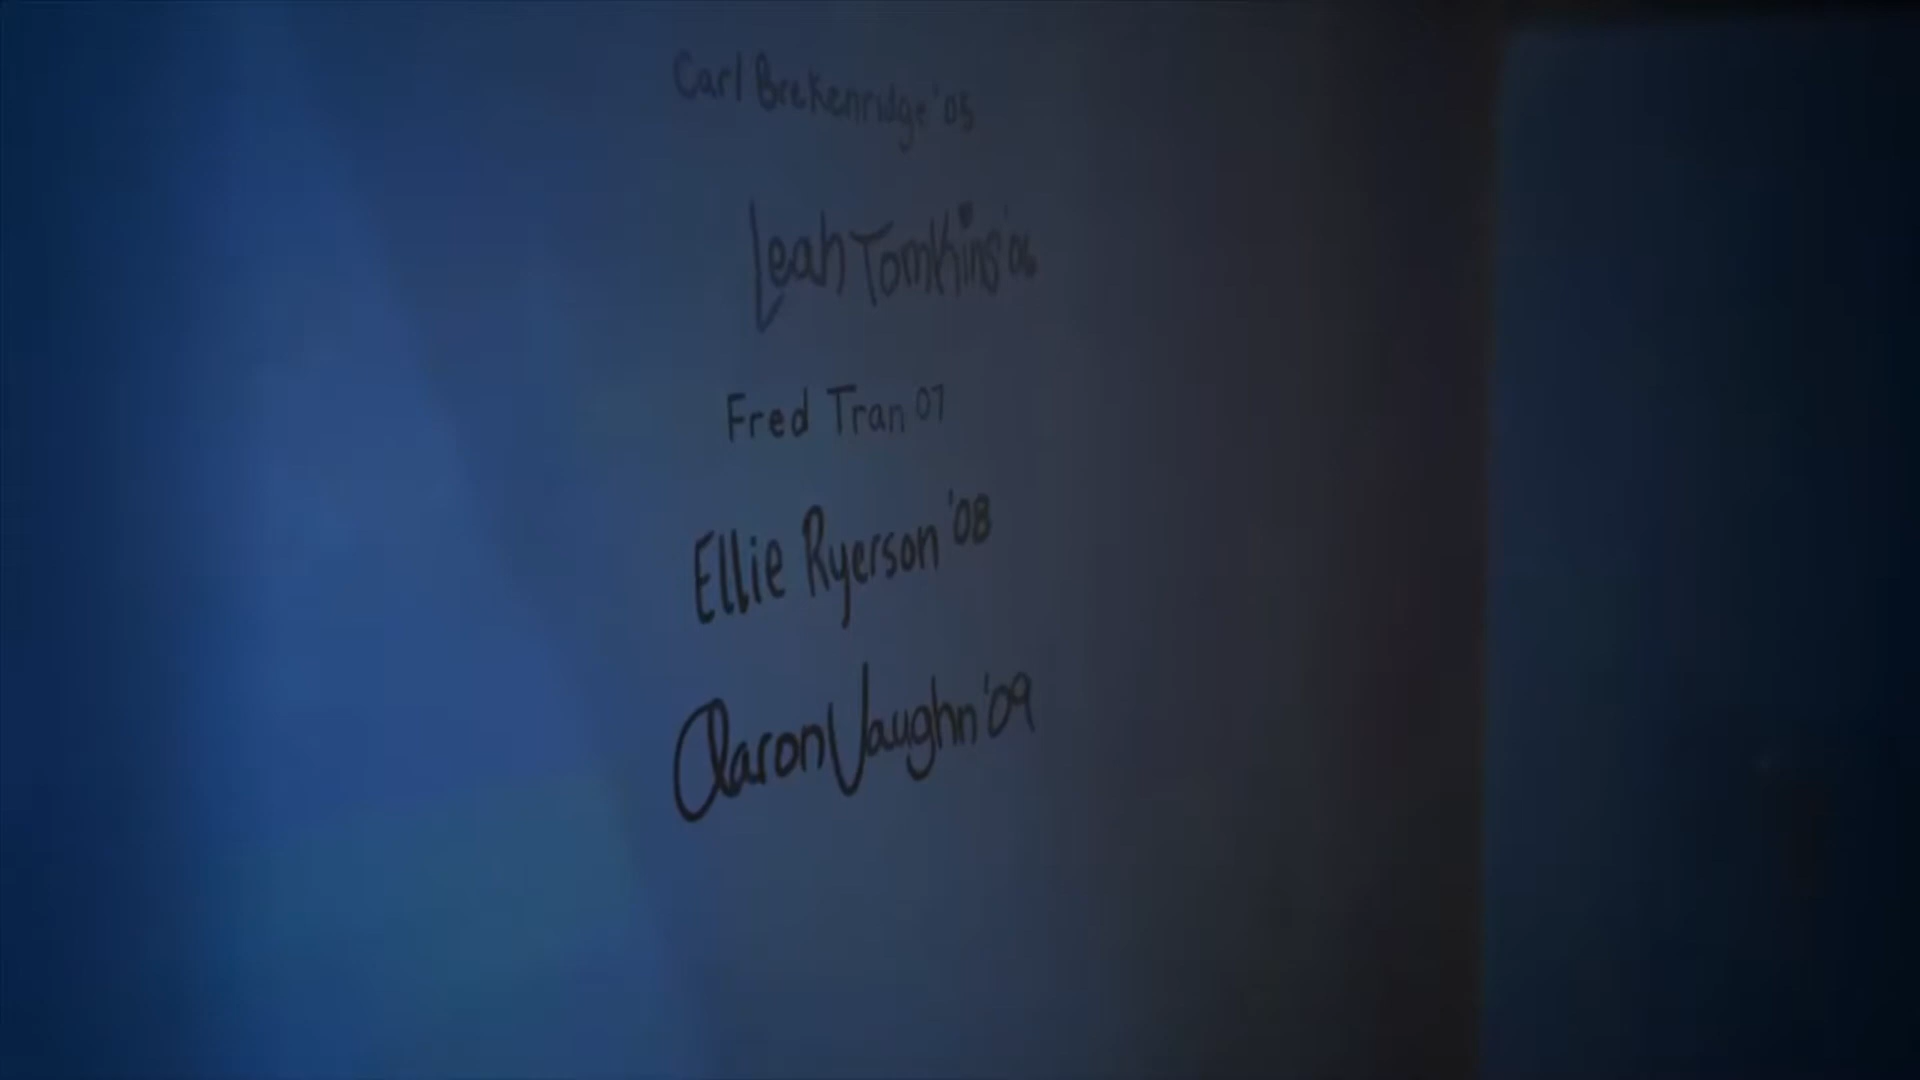 Carl Brekenridge '05
Leah Tomkins '06
Fred Tran 07
Ellie Ryerson '08
Aaron Vaughn '09